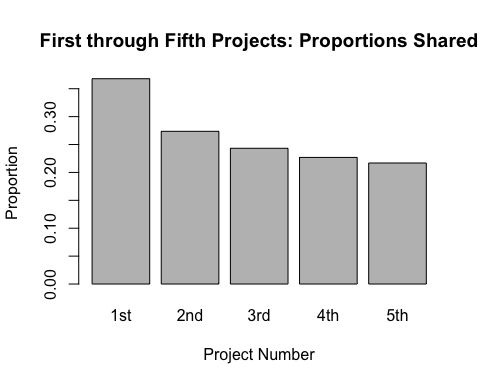 First through Fifth Projects: Proportions Shared
Proportion
0.30
0.20
0.10
0.00
1st 2nd 3rd 4th 5th
Project Number